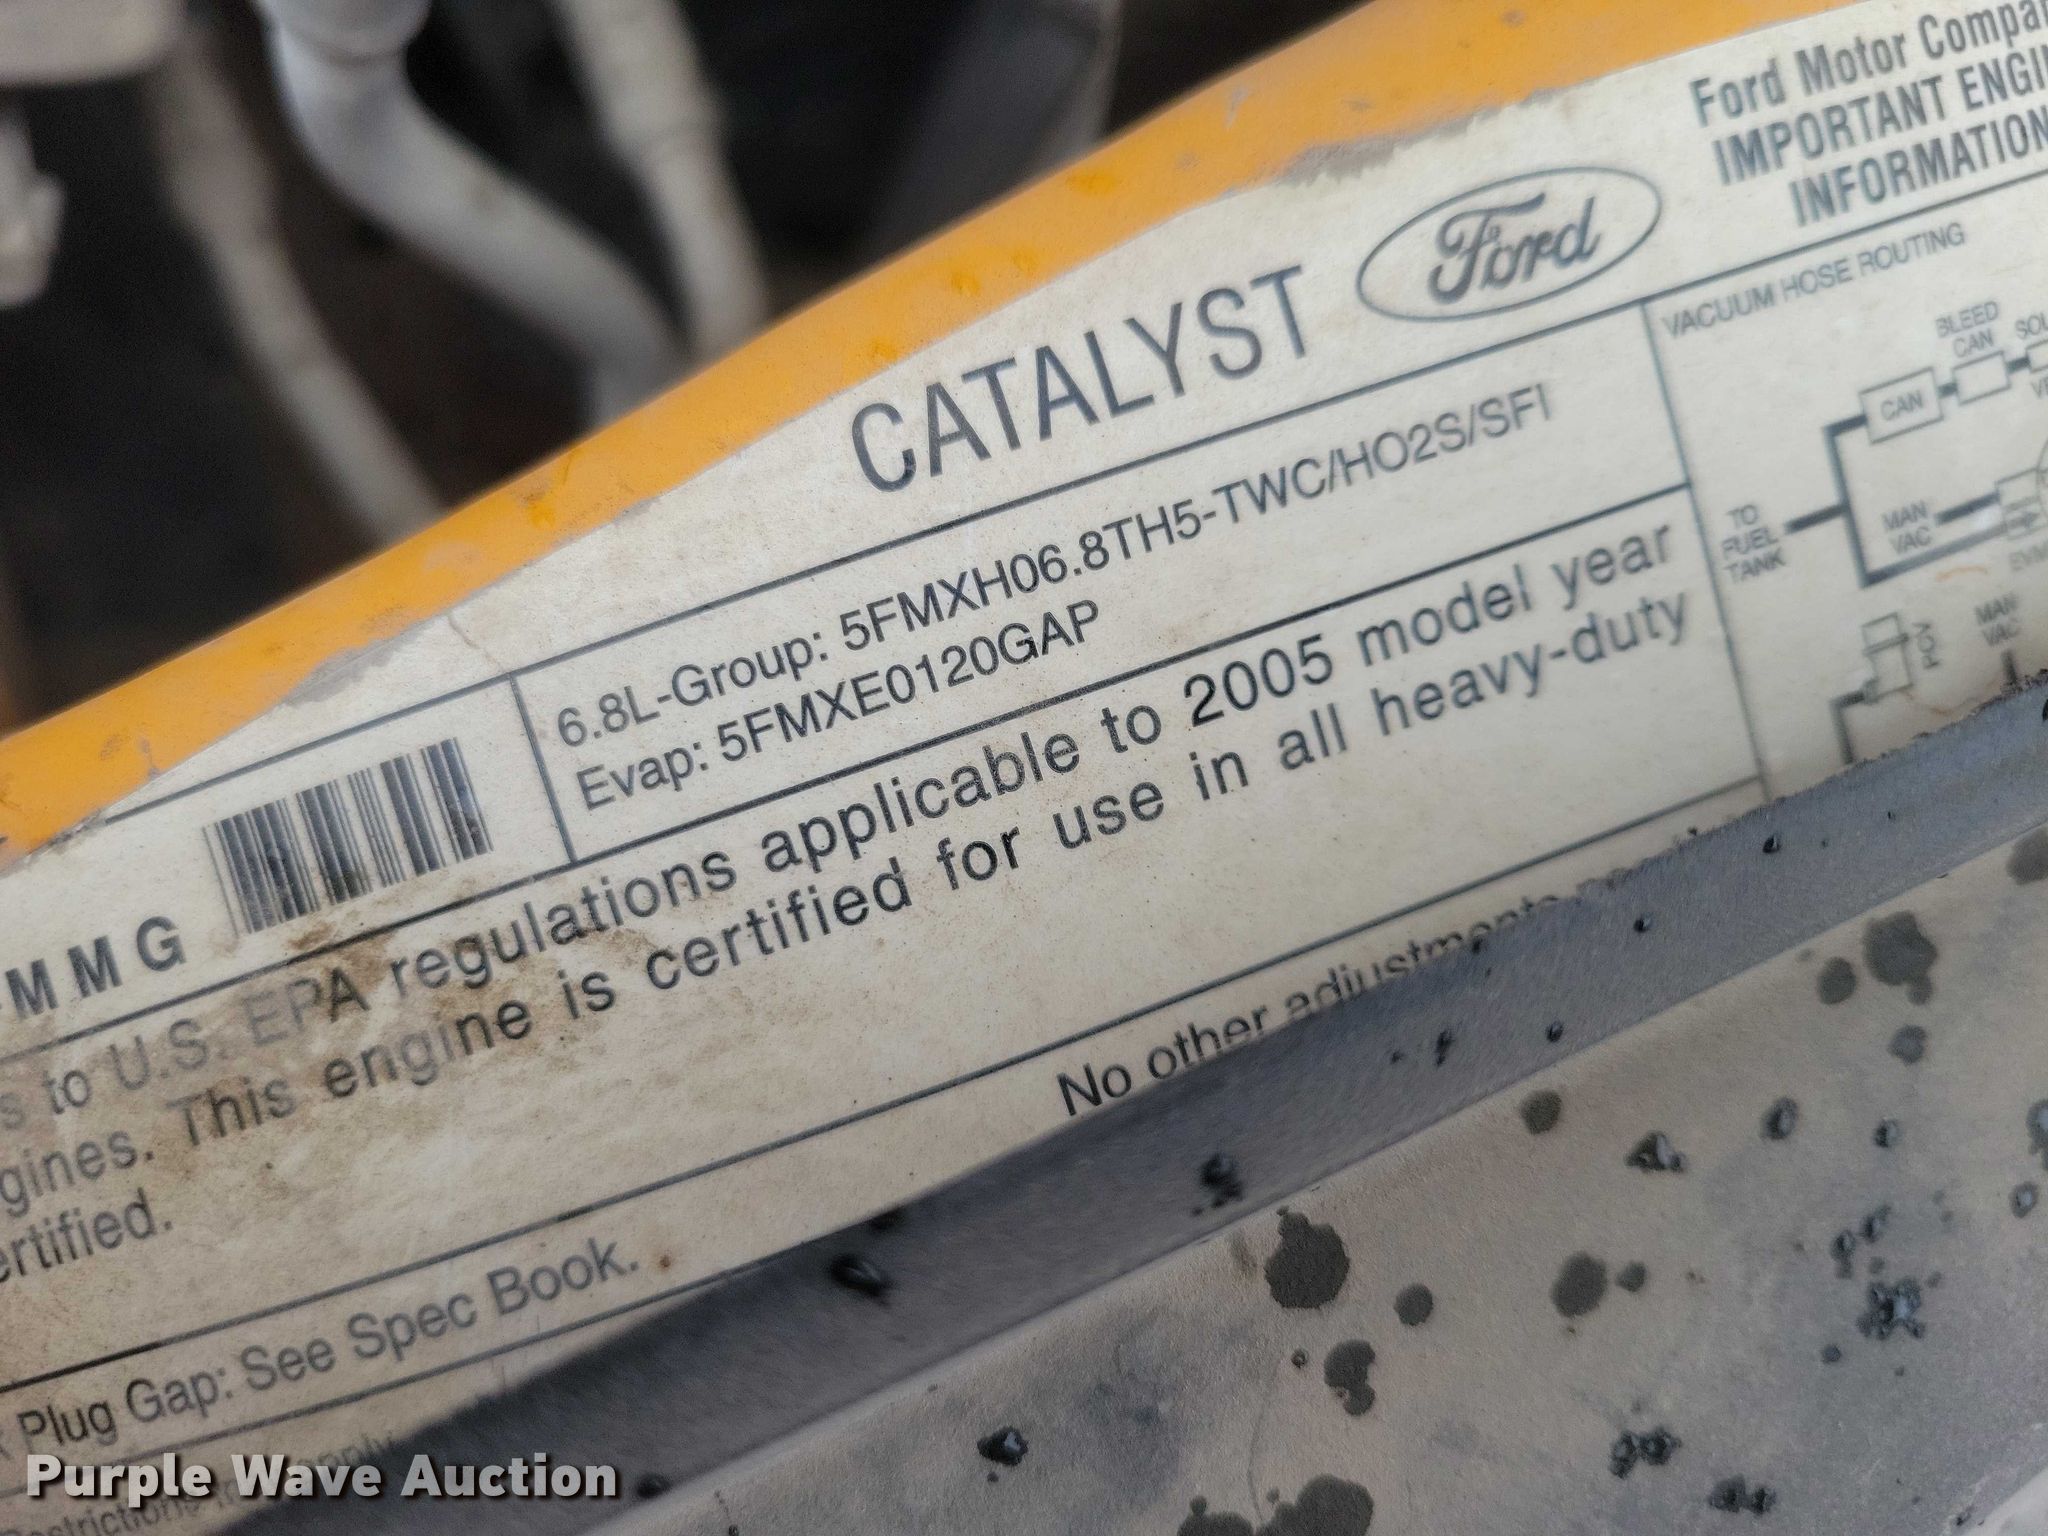 Ford Motor Compa
IMPORTANT ENGI
INFORMATION
CATALYST
Ford
VACUUM HOSE ROUTING
BLEED
CAN
CAN
TO
FUEL
TANK
MAN
VAC
PCV
MAN
VAC
6.8L-Group: 5FMXH06.8TH5-TWC/HO2S/SFI
Evap: 5FMXE0120GAP
MMG
s to U.S. EPA regulations applicable to 2005 model year
gines. This engine is certified for use in all heavy-duty
ertified.
No other adjustments
Plug Gap: See Spec Book.
Purple Wave Auction